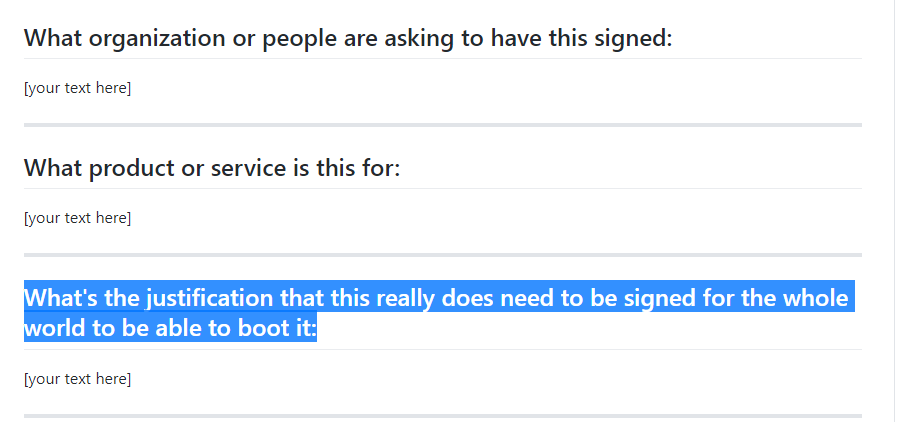 What organization or people are asking to have this signed:
[your text here]
What product or service is this for:
[your text here]
What's the justification that this really does need to be signed for the whole
world to be able to boot it:
[your text here]